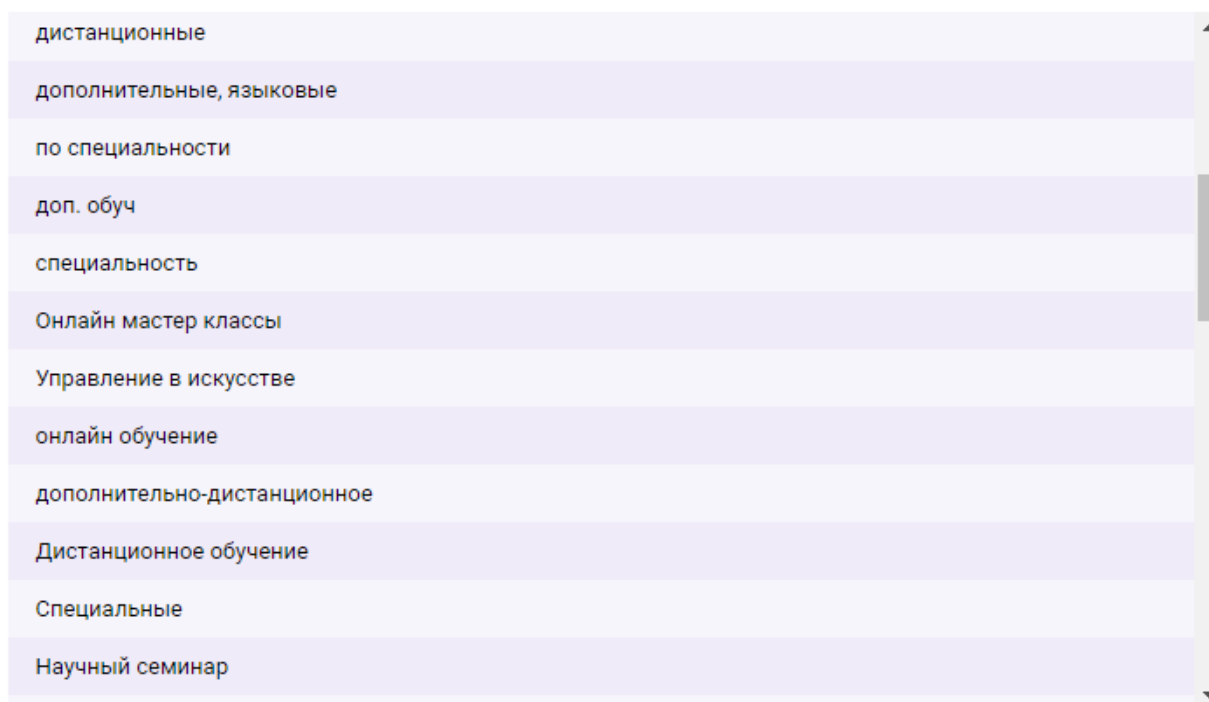 дистанционные
дополнительные, языковые
по специальности
доп. обуч
специальность
Онлайн мастер классы
Управление в искусстве
онлайн обучение
дополнительно-дистанционное
Дистанционное обучение
Специальные
Научный семинар